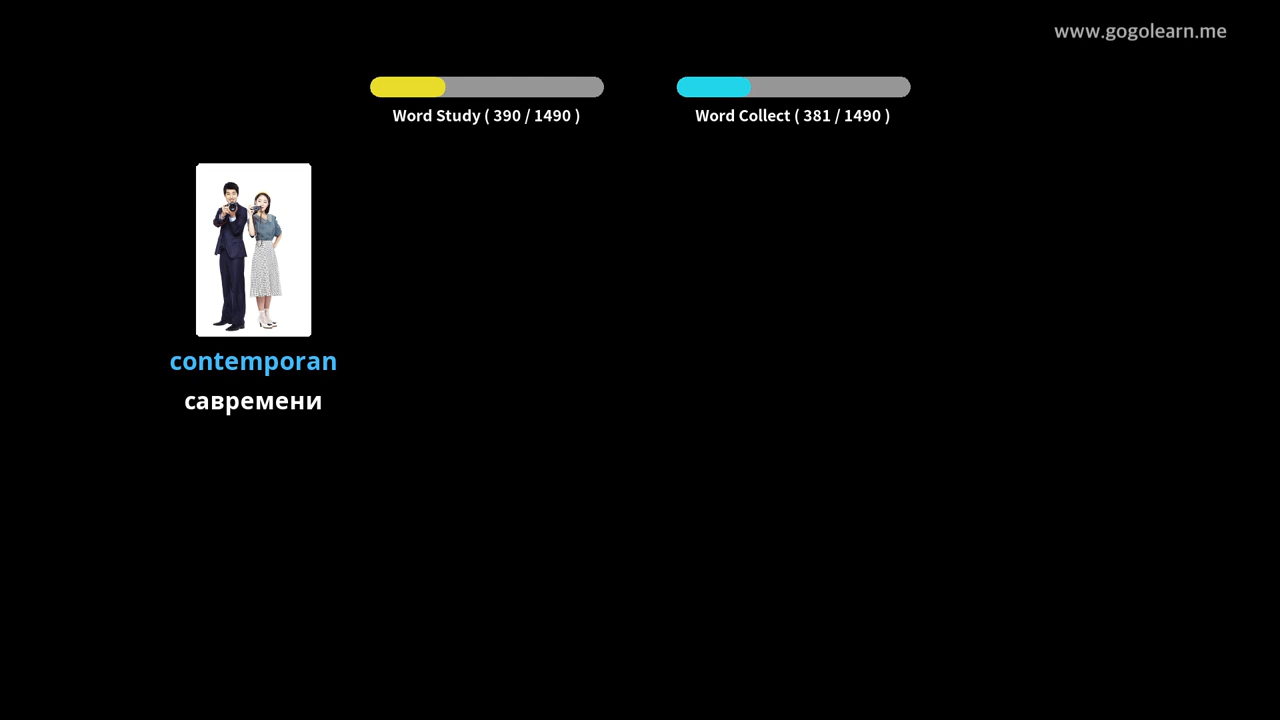 www.gogolearn.me
Word Study ( 390 / 1490 )
Word Collect ( 381 / 1490 )
contemporan
савремени